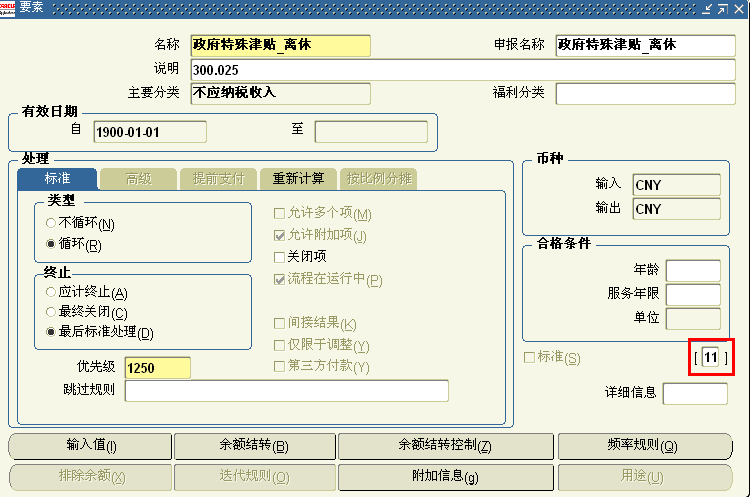 ORACLE 要素
名称 政府特殊津贴_离休 申报名称 政府特殊津贴_离休
说明 300.025
主要分类 不应纳税收入 福利分类
有效日期
自 1900-01-01 至
处理 币种
标准 高级 提前支付 重新计算 按比例分摊
输入 CNY
类型
允许多个项(M) 输出 CNY
不循环(N)
允许附加项(J)
循环(R) 合格条件
关闭项
终止 流程在运行中(P) 年龄
应计终止(A) 服务年限
最终关闭(C) 间接结果(K) 单位
最后标准处理(D) 仅限于调整(Y)
标准(S) [ 11 ]
优先级 1250 第三方付款(Y)
跳过规则 详细信息
输入值(I) 余额结转(B) 余额结转控制(Z) 频率规则(Q)
排除余额(X) 迭代规则(O) 附加信息(g) 用途(U)